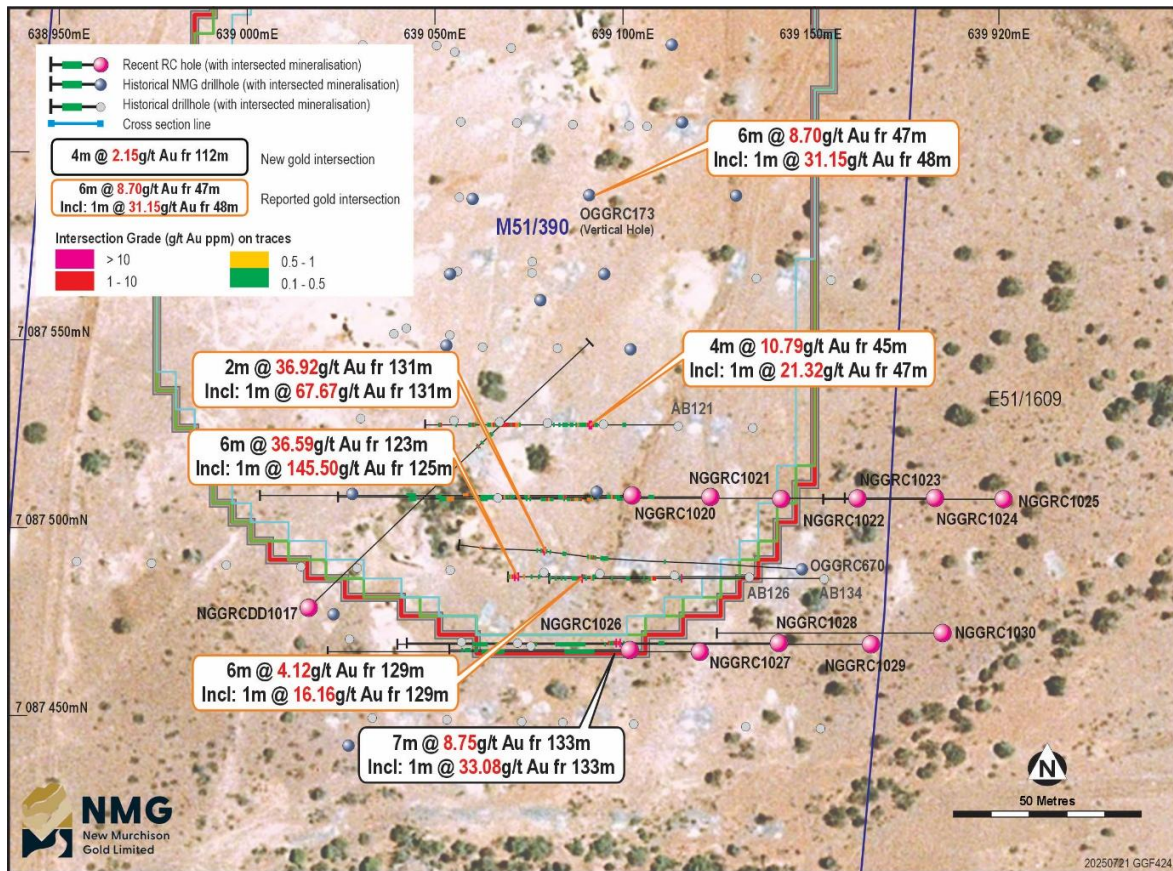 638 950mE
639 000mE
639 050mE
639 100mE
639 150mE
639 920mE
Recent RC hole (with intersected mineralisation)
Historical NMG drillhole (with intersected mineralisation)
Historical drillhole (with intersected mineralisation)
Cross section line
4m @ 2.15g/t Au fr 112m
New gold intersection
6m @ 8.70g/t Au fr 47m
Incl: 1m @ 31.15g/t Au fr 48m
Reported gold intersection
Intersection Grade (g/t Au ppm) on traces
> 10
0.5 - 1
1 - 10
0.1 - 0.5
6m @ 8.70g/t Au fr 47m
Incl: 1m @ 31.15g/t Au fr 48m
M51/390
OGGRC173
(Vertical Hole)
7 087 550mN
2m @ 36.92g/t Au fr 131m
Incl: 1m @ 67.67g/t Au fr 131m
4m @ 10.79g/t Au fr 45m
Incl: 1m @ 21.32g/t Au fr 47m
AB121
E51/1609
6m @ 36.59g/t Au fr 123m
Incl: 1m @ 145.50g/t Au fr 125m
NGGRC1021
NGGRC1023
NGGRC1020
NGGRC1022
NGGRC1024
NGGRC1025
7 087 500mN
OGGRC670
AB126
AB134
NGGRCDD1017
NGGRC1026
NGGRC1028
NGGRC1030
NGGRC1027
NGGRC1029
6m @ 4.12g/t Au fr 129m
Incl: 1m @ 16.16g/t Au fr 129m
7 087 450mN
7m @ 8.75g/t Au fr 133m
Incl: 1m @ 33.08g/t Au fr 133m
N
50 Metres
NMG
New Murchison
Gold Limited
20250721 GGF424